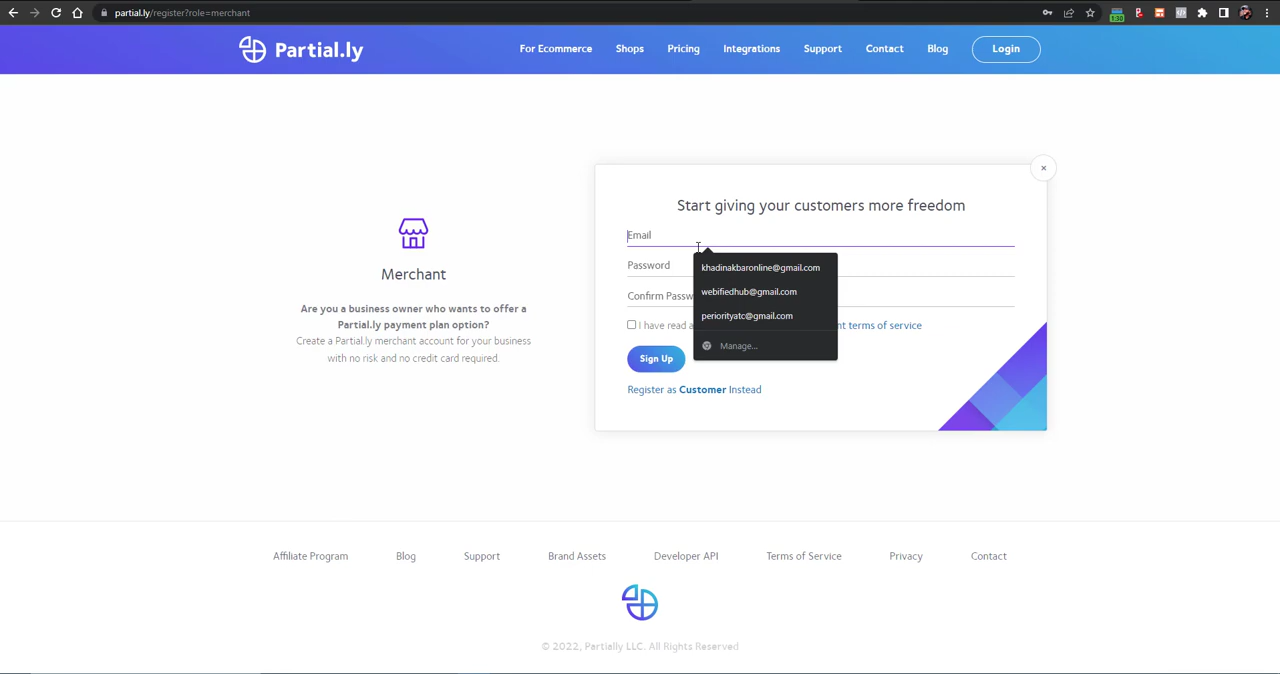 partial.ly/register?role=merchant
1:30
Partial.ly
For Ecommerce
Shops
Pricing
Integrations
Support
Contact
Blog
Login
×
Merchant
Are you a business owner who wants to offer a
Partial.ly payment plan option?
Create a Partial.ly merchant account for your business
with no risk and no credit card required.
Start giving your customers more freedom
Email
khadinakbaronline@gmail.com
webifiedhub@gmail.com
periorityatc@gmail.com
Manage...
Password
Confirm Passw
I have read a
nt terms of service
Sign Up
Register as Customer Instead
Affiliate Program
Blog
Support
Brand Assets
Developer API
Terms of Service
Privacy
Contact
© 2022, Partially LLC. All Rights Reserved